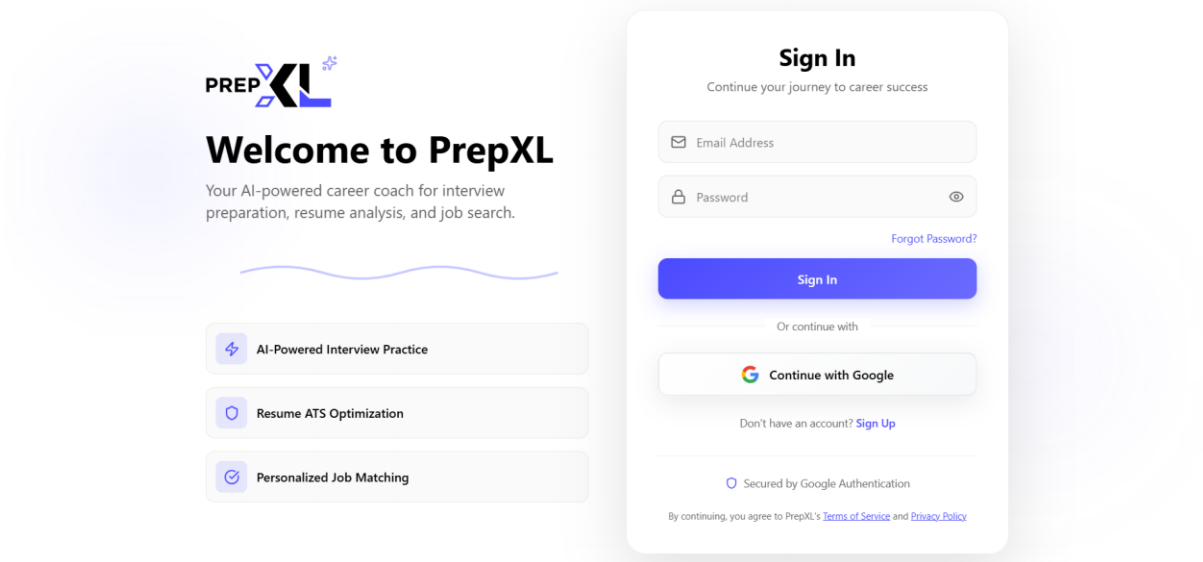 PREPXL
Welcome to PrepXL
Your AI-powered career coach for interview
preparation, resume analysis, and job search.
AI-Powered Interview Practice
Resume ATS Optimization
Personalized Job Matching
Sign In
Continue your journey to career success
Email Address
Password
Forgot Password?
Sign In
Or continue with
Continue with Google
Don't have an account? Sign Up
Secured by Google Authentication
By continuing, you agree to PrepXL's Terms of Service and Privacy Policy